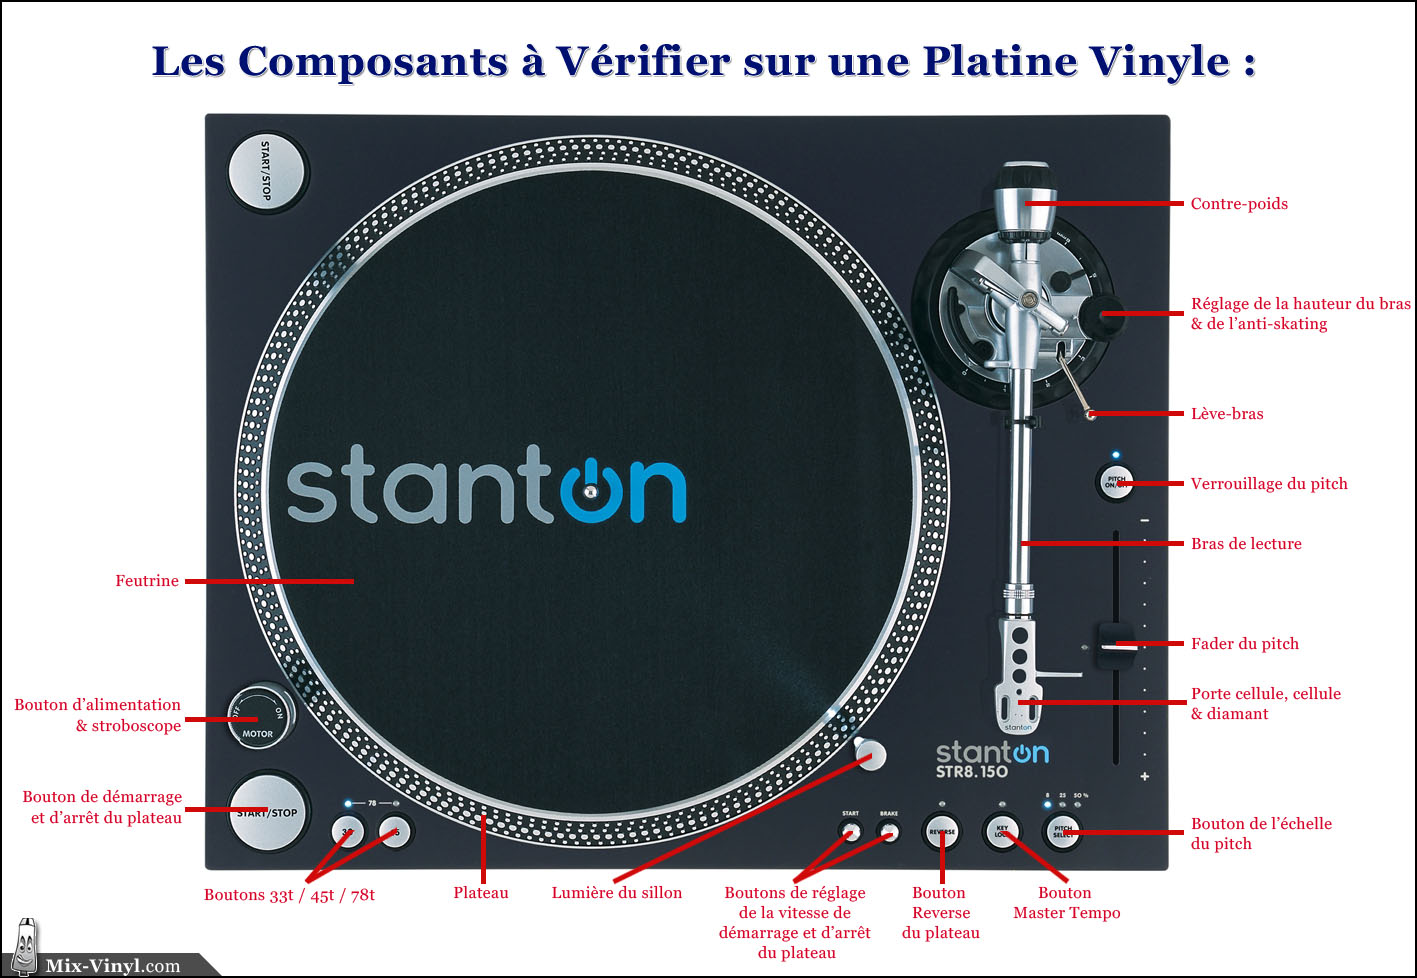 Les Composants à Vérifier sur une Platine Vinyle :
START/STOP
Contre-poids
Réglage de la hauteur du bras
& de l'anti-skating
Lève-bras
PITCH
Verrouillage du pitch
stanton
Bras de lecture
Feutrine
Fader du pitch
Porte cellule, cellule
& diamant
stanton
Bouton d'alimentation
& stroboscope
OFF
ON
MOTOR
stanton
STR8.150
Bouton de démarrage
et d'arrêt du plateau
START/STOP
78
START
BRAKE
REVERSE
KEY
LOCK
8 25 50 %
PITCH
SELECT
Bouton de l'échelle
du pitch
Boutons 33t / 45t / 78t
Plateau
Lumière du sillon
Boutons de réglage
de la vitesse de
démarrage et d'arrêt
du plateau
Bouton
Reverse
du plateau
Bouton
Master Tempo
Mix-Vinyl.com